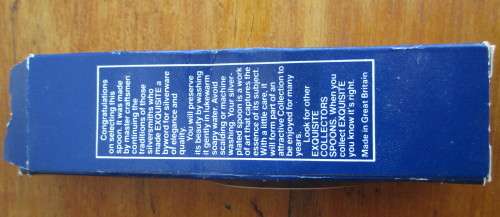 Congratulations
on selecting this
spoon. It was made
by master craftsmen
continuing the
traditions of those
silversmiths who
made EXQUISITE a
byword for silverware
of elegance and
quality.
You will preserve
its beauty by washing
it gently in lukewarm
soapy water. Avoid
scalding or machine
washing. Your silver-
plated spoon is a work
of art that captures the
essence of its subject.
With a little care, it
will form part of an
attractive Collection to
be enjoyed for many
years.
Look for other
EXQUISITE
COLLECTORS
SPOONS. When you
collect EXQUISITE
you know it's right.
Made in Great Britain